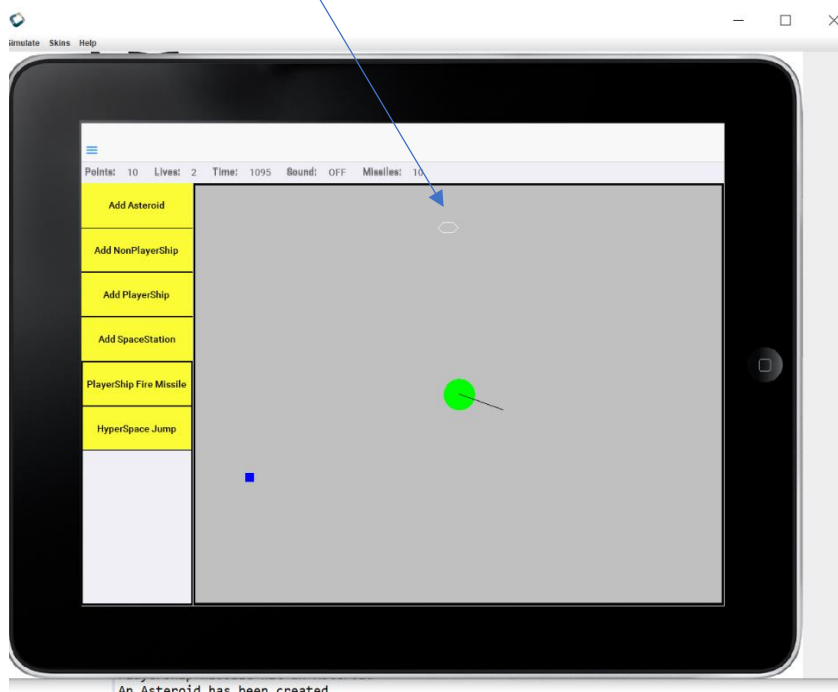 Simulate Skins Help
Points: 10 Lives: 2 Time: 1095 Sound: OFF Missiles: 10
Add Asteroid
Add NonPlayerShip
Add PlayerShip
Add SpaceStation
PlayerShip Fire Missile
HyperSpace Jump
An Asteroid has been created